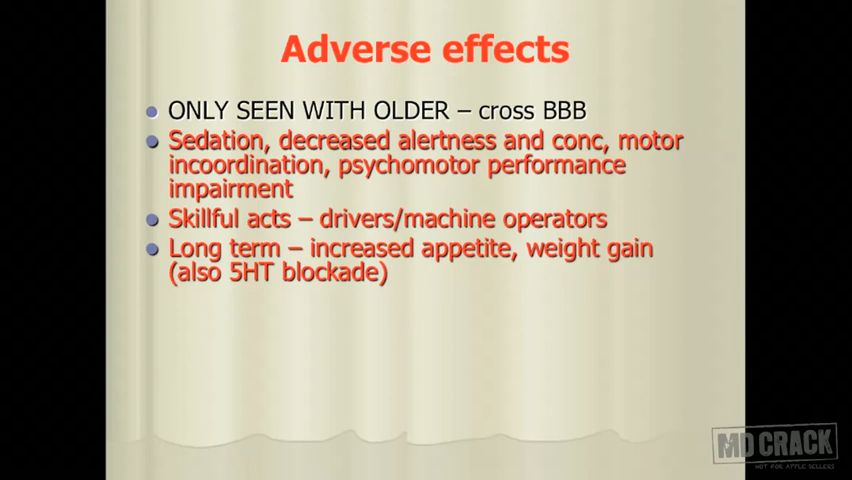 Adverse effects
ONLY SEEN WITH OLDER – cross BBB
Sedation, decreased alertness and conc, motor
incoordination, psychomotor performance
impairment
Skillful acts – drivers/machine operators
Long term – increased appetite, weight gain
(also 5HT blockade)
MD CRACK
NOT FOR APPLE SELLERS